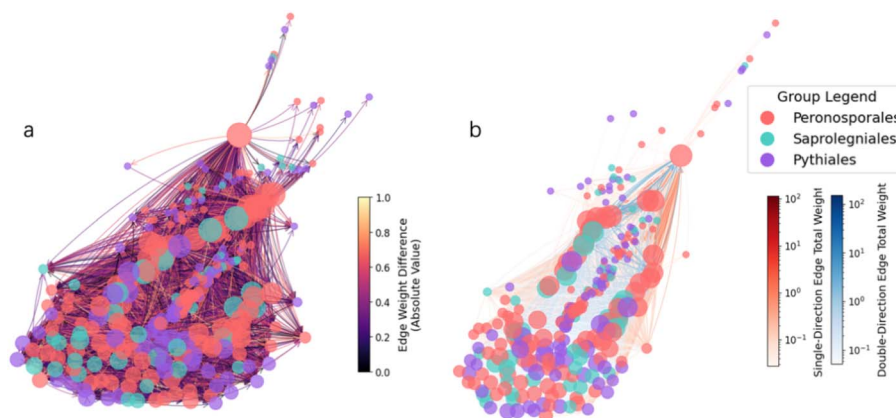 a
b
Group Legend
Peronosporales
Saprolegniales
Pythiales
1.0
0.8
0.6
0.4
0.2
0.0
Edge Weight Difference
(Absolute Value)
10²
10¹
10⁰
10⁻¹
Single-Direction Edge Total Weight
10²
10¹
10⁰
10⁻¹
Double-Direction Edge Total Weight